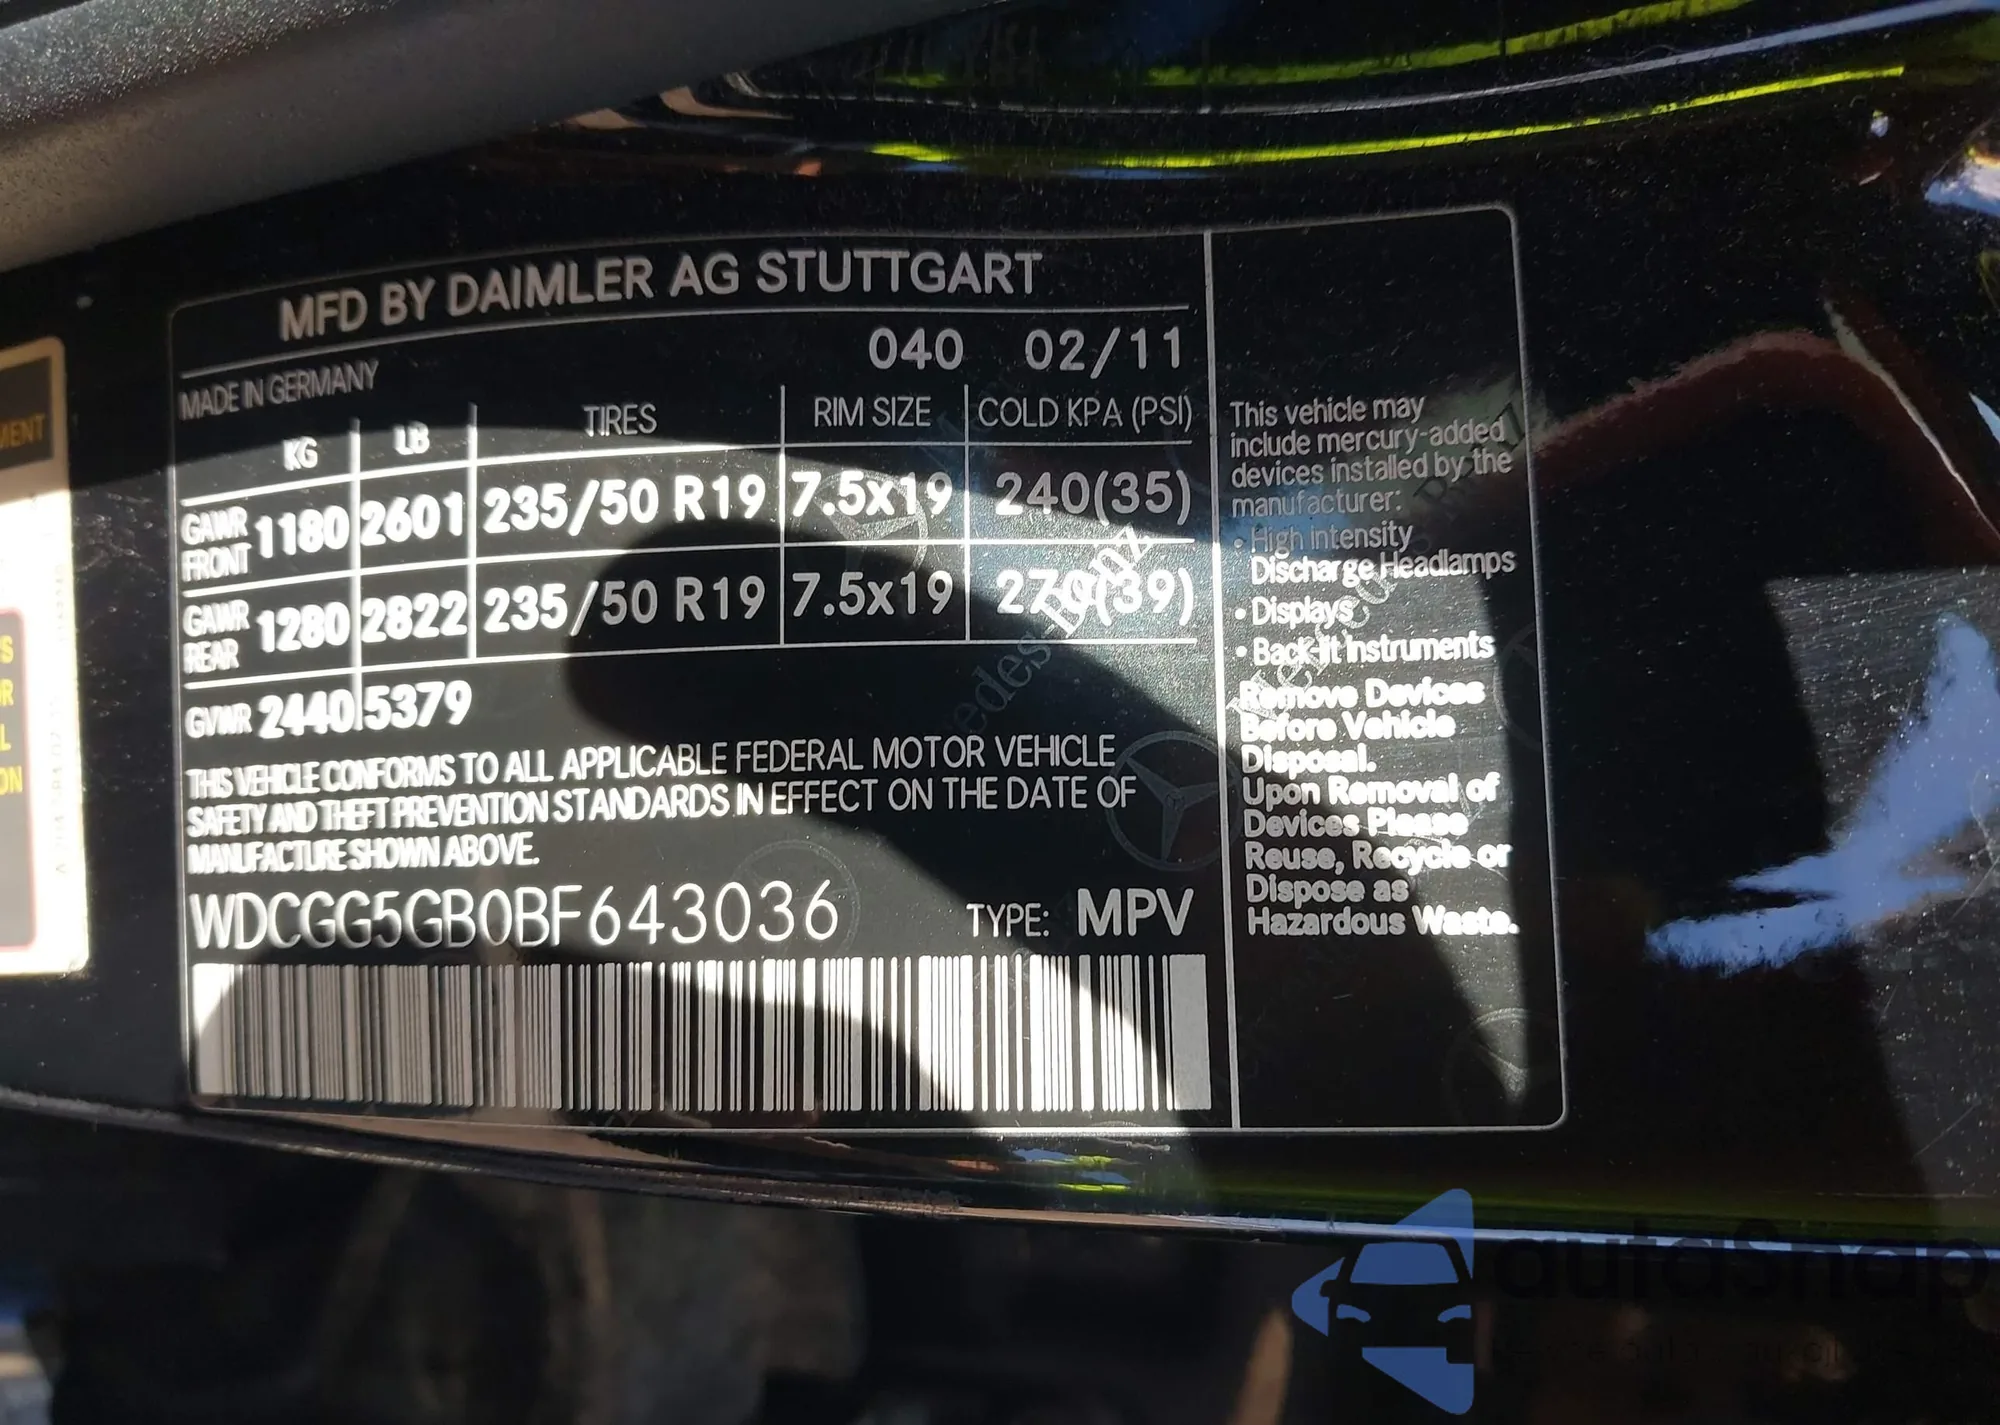 MFD BY DAIMLER AG STUTTGART
040 02/11
MADE IN GERMANY
KG LB TIRES RIM SIZE COLD KPA (PSI)
GAWR FRONT 1180 2601 235/50 R19 7.5x19 240(35)
GAWR REAR 1280 2822 235/50 R19 7.5x19 270(39)
GVWR 2440 5379
THIS VEHICLE CONFORMS TO ALL APPLICABLE FEDERAL MOTOR VEHICLE
SAFETY AND THEFT PREVENTION STANDARDS IN EFFECT ON THE DATE OF
MANUFACTURE SHOWN ABOVE.
WDCGG5GB0BF643036 TYPE: MPV
This vehicle may
include mercury-added
devices installed by the
manufacturer:
• High intensity
Discharge Headlamps
• Displays
• Back-lit Instruments
Remove Devices
Before Vehicle
Disposal.
Upon Removal of
Devices Please
Reuse, Recycle or
Dispose as
Hazardous Waste.
Mercedes-Benz
autosnap